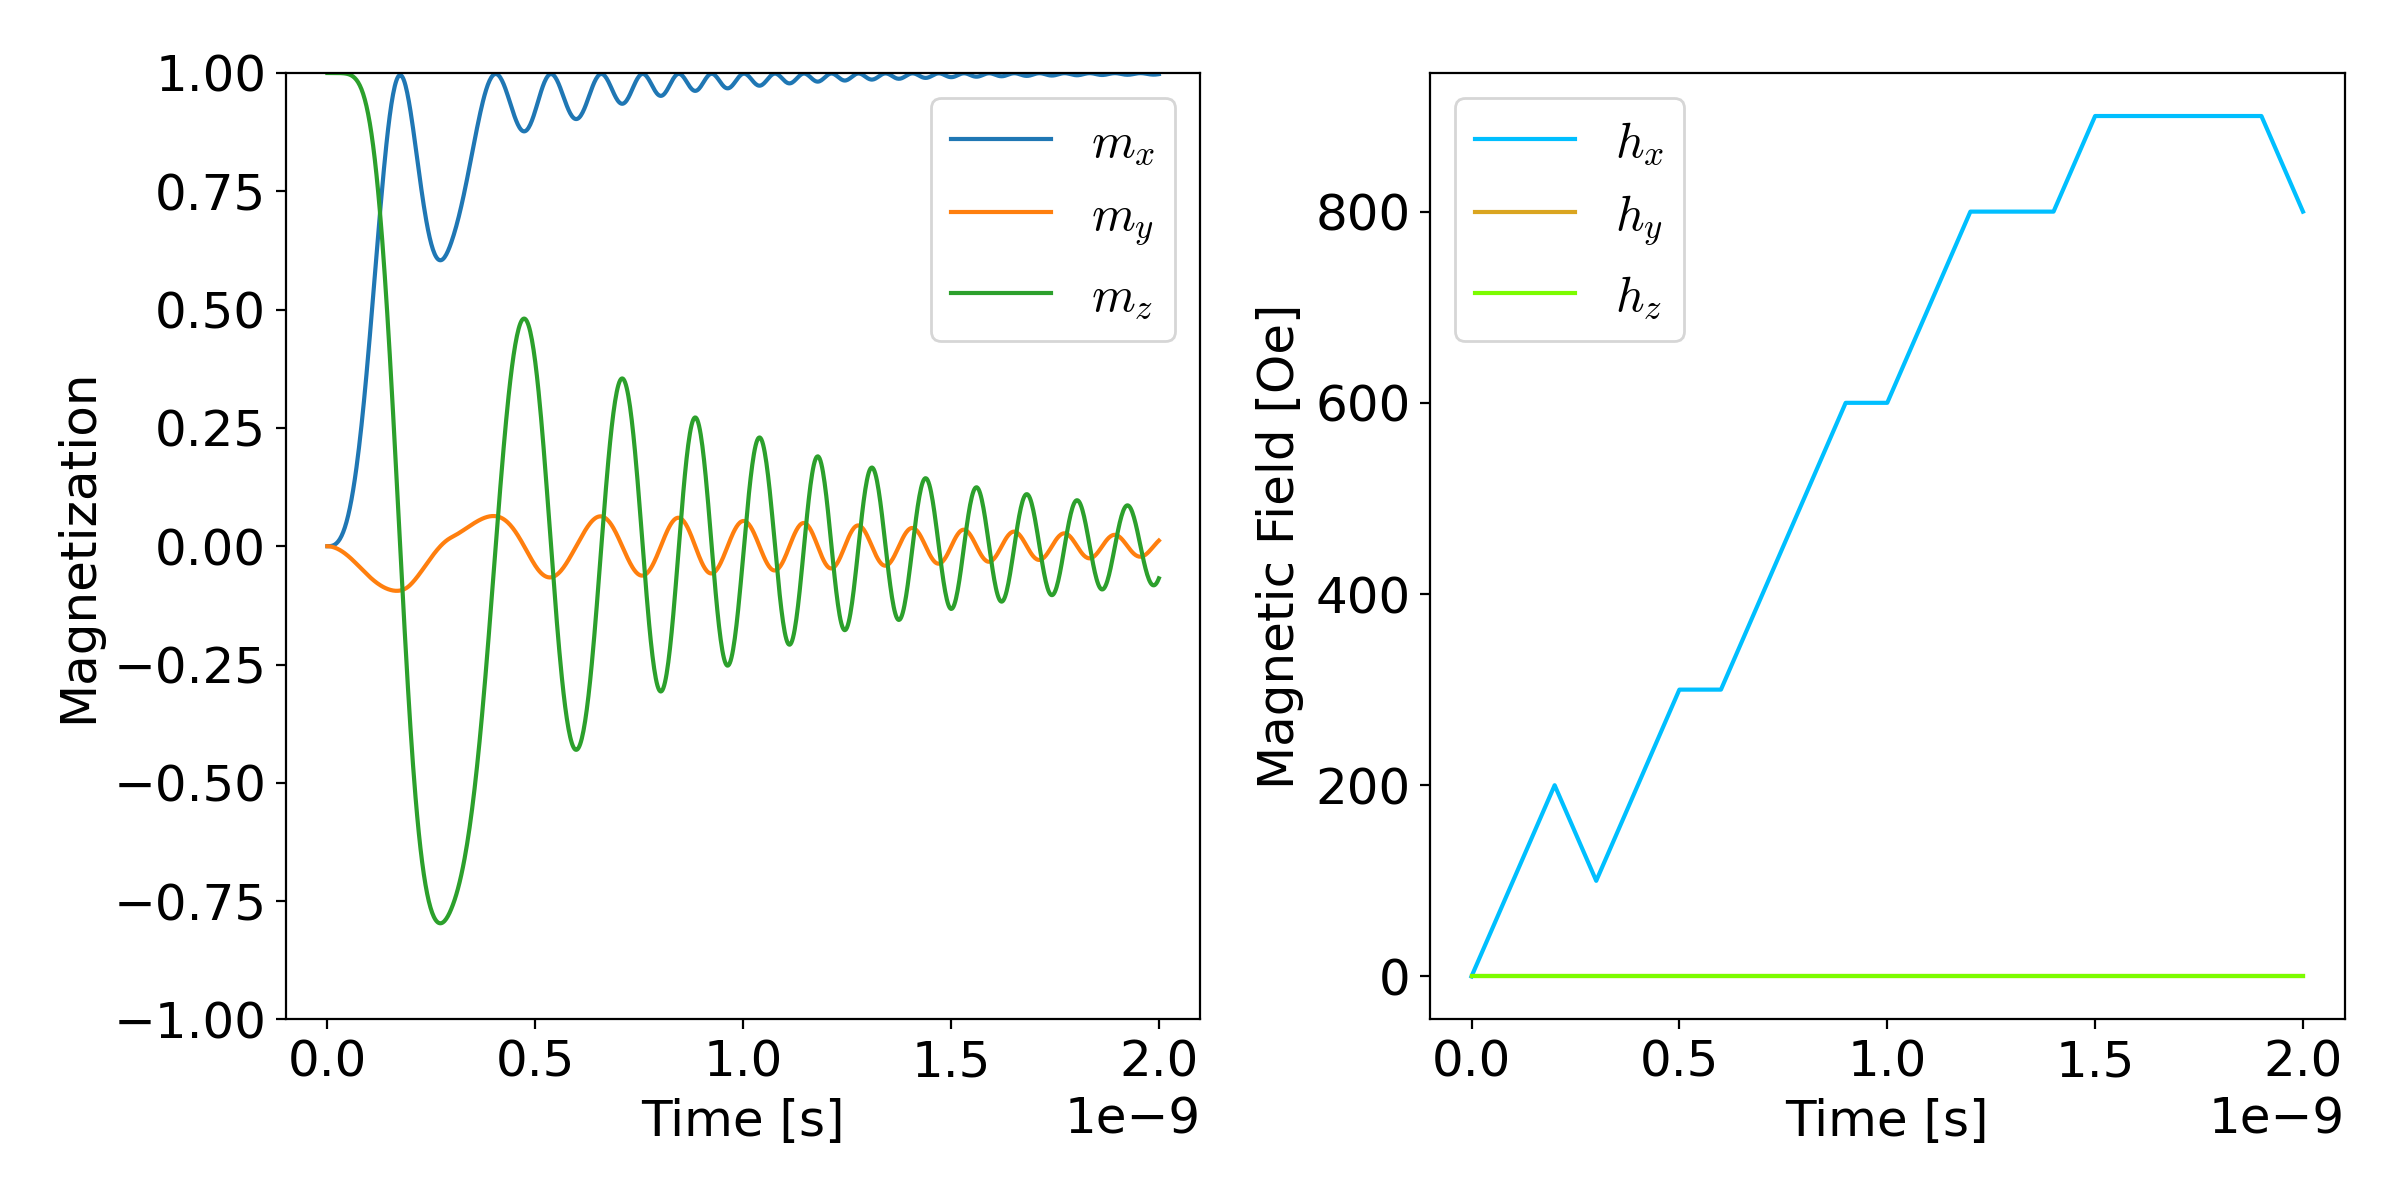 Magnetization
1.00
0.75
0.50
0.25
0.00
−0.25
−0.50
−0.75
−1.00
0.0 0.5 1.0 1.5 2.0
Time [s]
1e−9
m_x
m_y
m_z
Magnetic Field [Oe]
800
600
400
200
0
0.0 0.5 1.0 1.5 2.0
Time [s]
1e−9
h_x
h_y
h_z